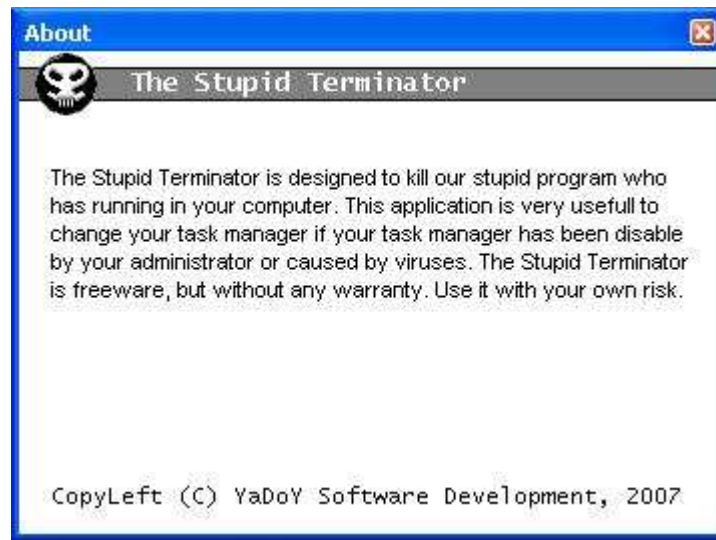 About
The Stupid Terminator
The Stupid Terminator is designed to kill our stupid program who
has running in your computer. This application is very usefull to
change your task manager if your task manager has been disable
by your administrator or caused by viruses. The Stupid Terminator
is freeware, but without any warranty. Use it with your own risk.
CopyLeft (C) YaDoY Software Development, 2007